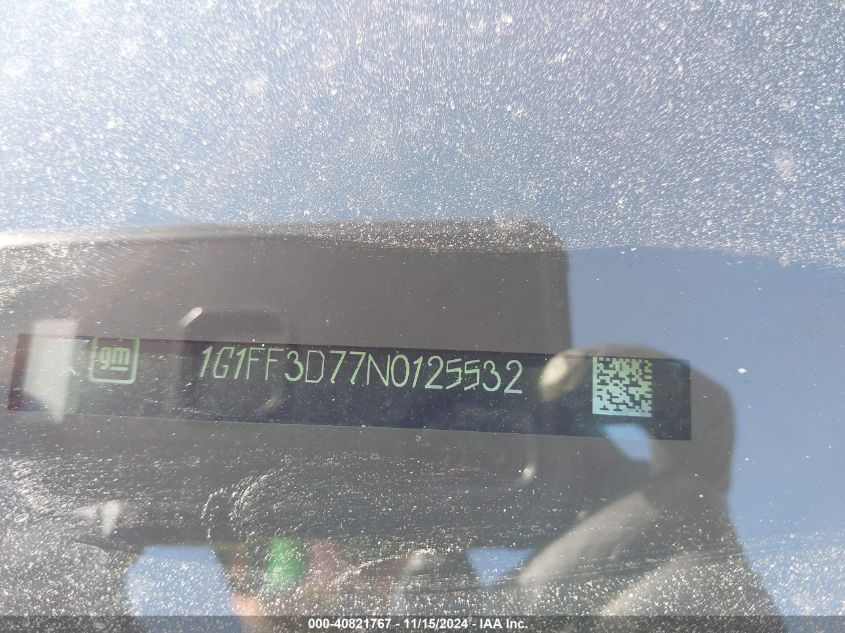 gm 1G1FF3D77N0125532
000-40821767 - 11/15/2024 - IAA Inc.